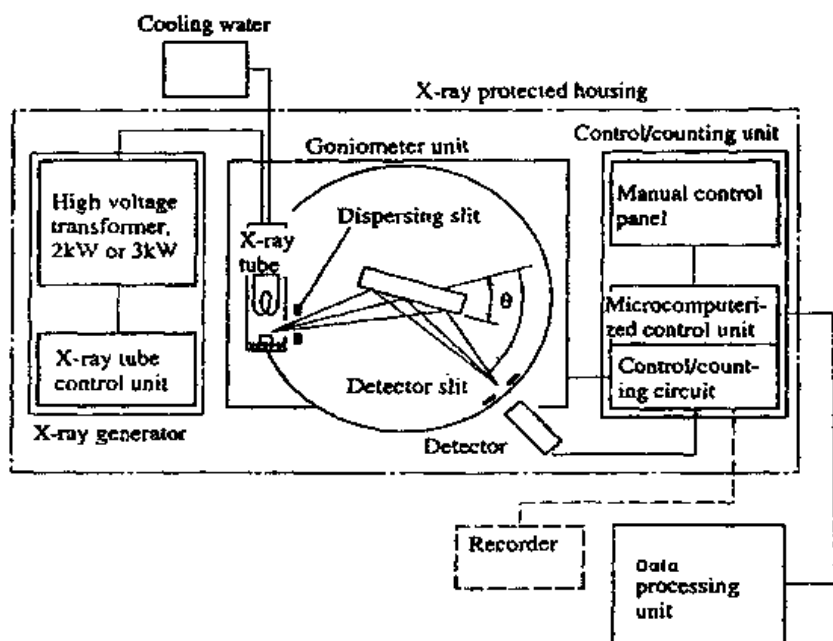 Cooling water
X-ray protected housing
Goniometer unit
Control/counting unit
High voltage
transformer,
2kW or 3kW
X-ray tube
control unit
X-ray generator
X-ray
tube
Dispersing slit
θ
Detector slit
Detector
Manual control
panel
Microcomputeri-
zed control unit
Control/count-
ing circuit
Recorder
Data
processing
unit